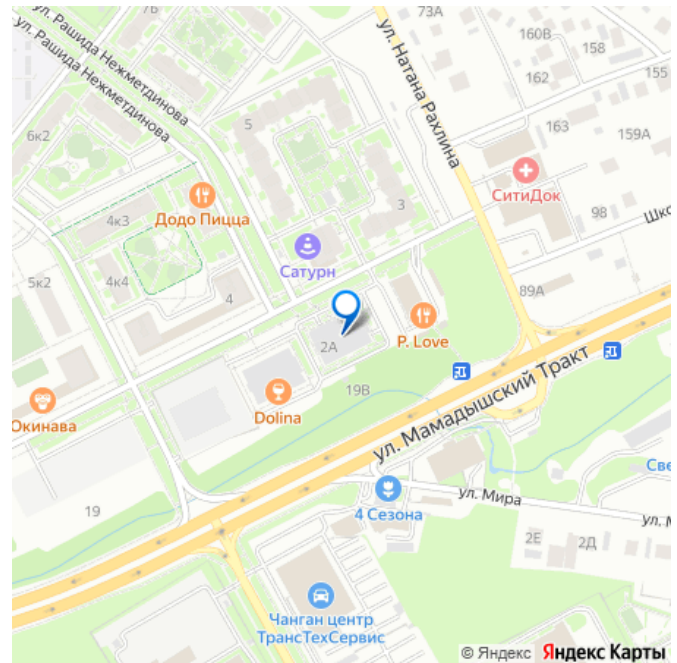 73А
7Б
160В
158
ул. Рашида Нежметдинова
ул. Рашида Нежметдинова
ул. Натана Рахлина
162
155
5
163
159А
6к2
СитиДок
Додо Пицца
3
98
4к3
Шко
Сатурн
5к2
4к4
4
89А
P. Love
2А
19В
Dolina
Окинава
ул. Мамадышский Тракт
Све
19
ул. Мира
ул. М
4 Сезона
2Е
2Д
Чанган центр
ТрансТехСервис
© Яндекс Яндекс Карты